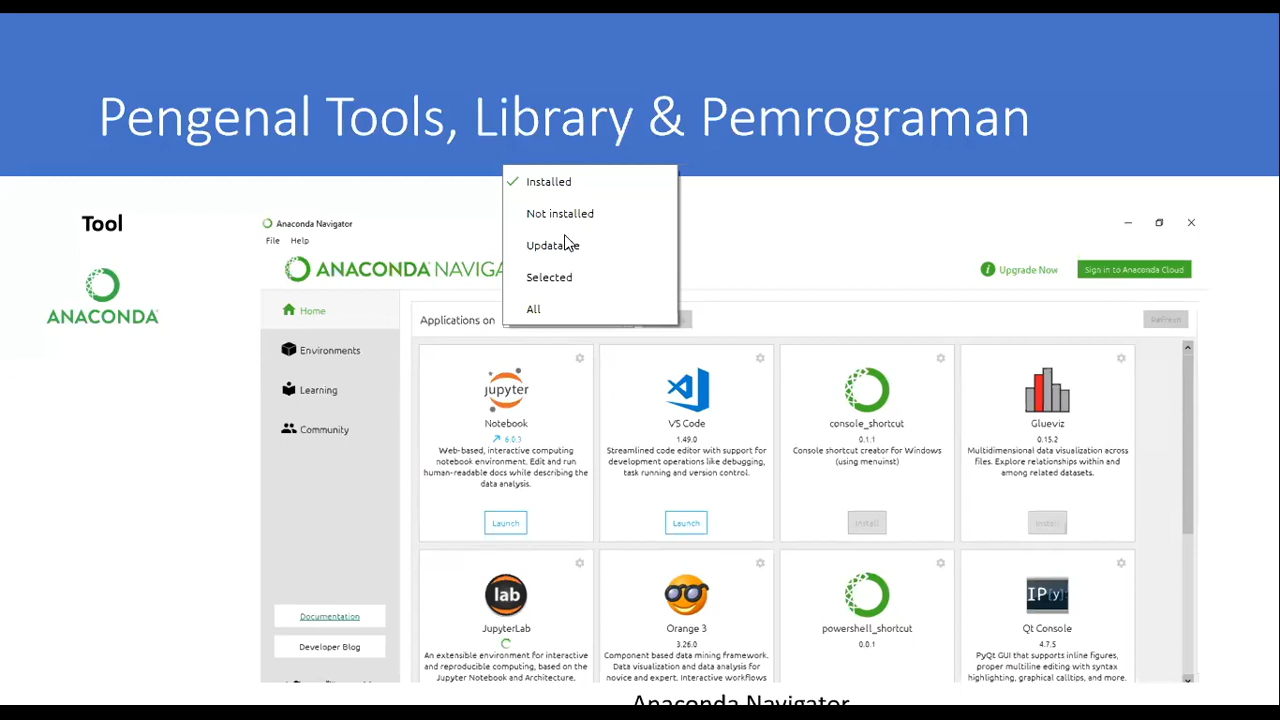 Pengenal Tools, Library & Pemrograman
Tool
ANACONDA
Anaconda Navigator
File Help
ANACONDA NAVIGA
Upgrade Now
Sign in to Anaconda Cloud
Installed
Not installed
Selected
All
Home
Environments
Learning
Community
Documentation
Developer Blog
Applications on
Refresh
jupyter
Notebook
6.0.3
Web-based, interactive computing
notebook environment. Edit and run
human-readable docs while describing the
data analysis.
Launch
VS Code
1.49.0
Streamlined code editor with support for
development operations like debugging,
task running and version control.
Launch
console_shortcut
0.1.1
Console shortcut creator for Windows
(using menuinst)
Install
Glueviz
0.15.2
Multidimensional data visualization across
files. Explore relationships within and
among related datasets.
Install
lab
JupyterLab
An extensible environment for interactive
and reproducible computing, based on the
Jupyter Notebook and Architecture.
Orange 3
3.26.0
Component based data mining framework.
Data visualization and data analysis for
novice and expert. Interactive workflows
powershell_shortcut
0.0.1
IP[y]:
Qt Console
4.7.5
PyQt GUI that supports inline figures,
proper multiline editing with syntax
highlighting, graphical calltips, and more.
Anaconda Navigator